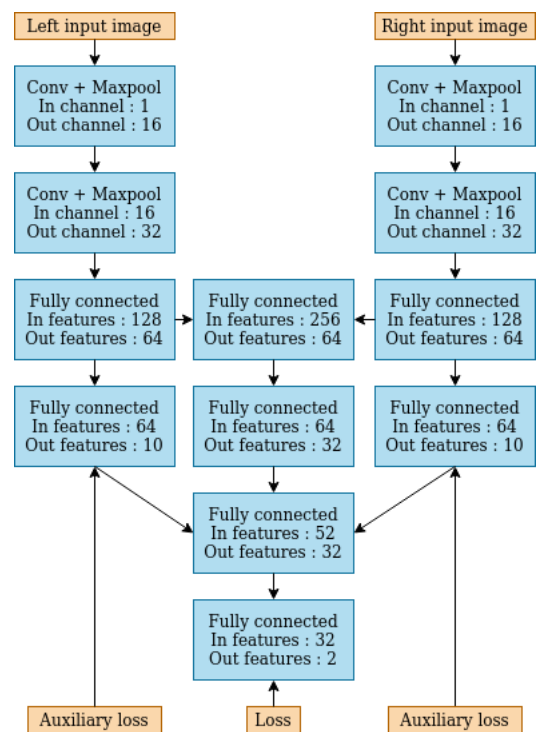 Left input image
Right input image
Conv + Maxpool
In channel : 1
Out channel : 16
Conv + Maxpool
In channel : 1
Out channel : 16
Conv + Maxpool
In channel : 16
Out channel : 32
Conv + Maxpool
In channel : 16
Out channel : 32
Fully connected
In features : 128
Out features : 64
Fully connected
In features : 256
Out features : 64
Fully connected
In features : 128
Out features : 64
Fully connected
In features : 64
Out features : 10
Fully connected
In features : 64
Out features : 32
Fully connected
In features : 64
Out features : 10
Fully connected
In features : 52
Out features : 32
Fully connected
In features : 32
Out features : 2
Auxiliary loss
Loss
Auxiliary loss